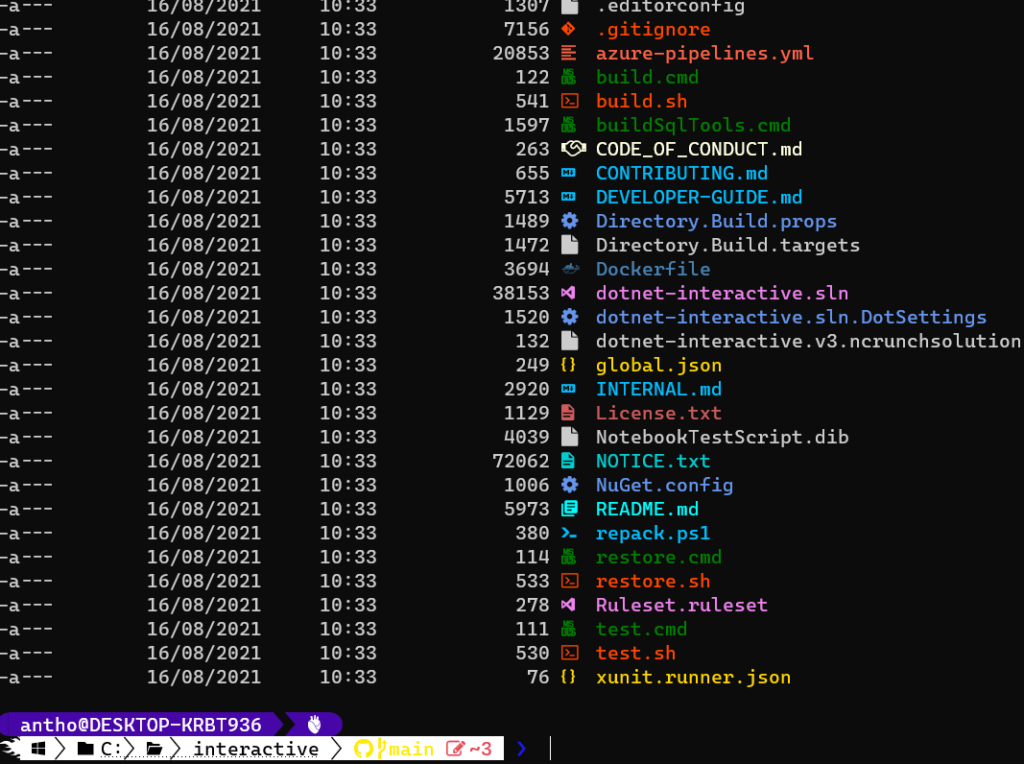 -a---          16/08/2021     10:33           1307 .editorconfig
-a---          16/08/2021     10:33           7156 .gitignore
-a---          16/08/2021     10:33          20853 azure-pipelines.yml
-a---          16/08/2021     10:33            122 build.cmd
-a---          16/08/2021     10:33            541 build.sh
-a---          16/08/2021     10:33           1597 buildSqlTools.cmd
-a---          16/08/2021     10:33            263 CODE_OF_CONDUCT.md
-a---          16/08/2021     10:33            655 CONTRIBUTING.md
-a---          16/08/2021     10:33           5713 DEVELOPER-GUIDE.md
-a---          16/08/2021     10:33           1489 Directory.Build.props
-a---          16/08/2021     10:33           1472 Directory.Build.targets
-a---          16/08/2021     10:33           3694 Dockerfile
-a---          16/08/2021     10:33          38153 dotnet-interactive.sln
-a---          16/08/2021     10:33           1520 dotnet-interactive.sln.DotSettings
-a---          16/08/2021     10:33            132 dotnet-interactive.v3.ncrunchsolution
-a---          16/08/2021     10:33            249 {} global.json
-a---          16/08/2021     10:33           2920 INTERNAL.md
-a---          16/08/2021     10:33           1129 License.txt
-a---          16/08/2021     10:33           4039 NotebookTestScript.dib
-a---          16/08/2021     10:33          72062 NOTICE.txt
-a---          16/08/2021     10:33           1006 NuGet.config
-a---          16/08/2021     10:33           5973 README.md
-a---          16/08/2021     10:33            380 repack.ps1
-a---          16/08/2021     10:33            114 restore.cmd
-a---          16/08/2021     10:33            533 restore.sh
-a---          16/08/2021     10:33            278 Ruleset.ruleset
-a---          16/08/2021     10:33            111 test.cmd
-a---          16/08/2021     10:33            530 test.sh
-a---          16/08/2021     10:33             76 {} xunit.runner.json
antho@DESKTOP-KRBT936
C: interactive main ~3 ❯